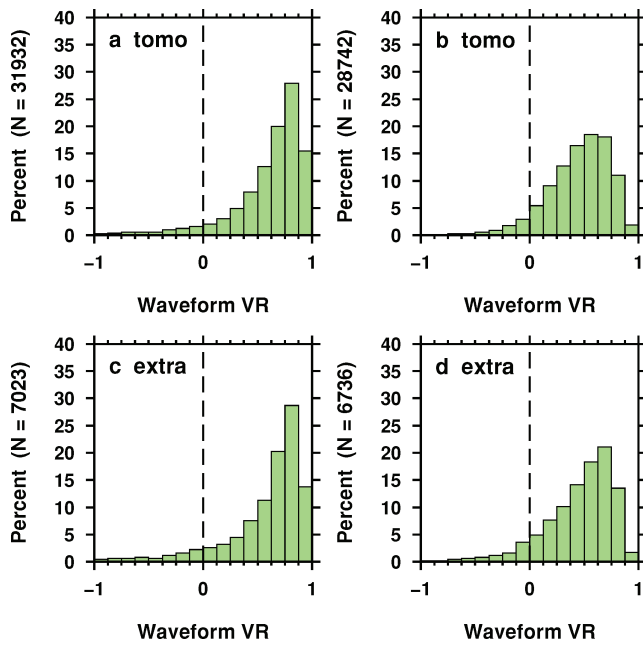 a tomo
40
35
30
25
20
15
10
5
0
Percent (N = 31932)
−1 0 1
Waveform VR
b tomo
40
35
30
25
20
15
10
5
0
Percent (N = 28742)
−1 0 1
Waveform VR
c extra
40
35
30
25
20
15
10
5
0
Percent (N = 7023)
−1 0 1
Waveform VR
d extra
40
35
30
25
20
15
10
5
0
Percent (N = 6736)
−1 0 1
Waveform VR